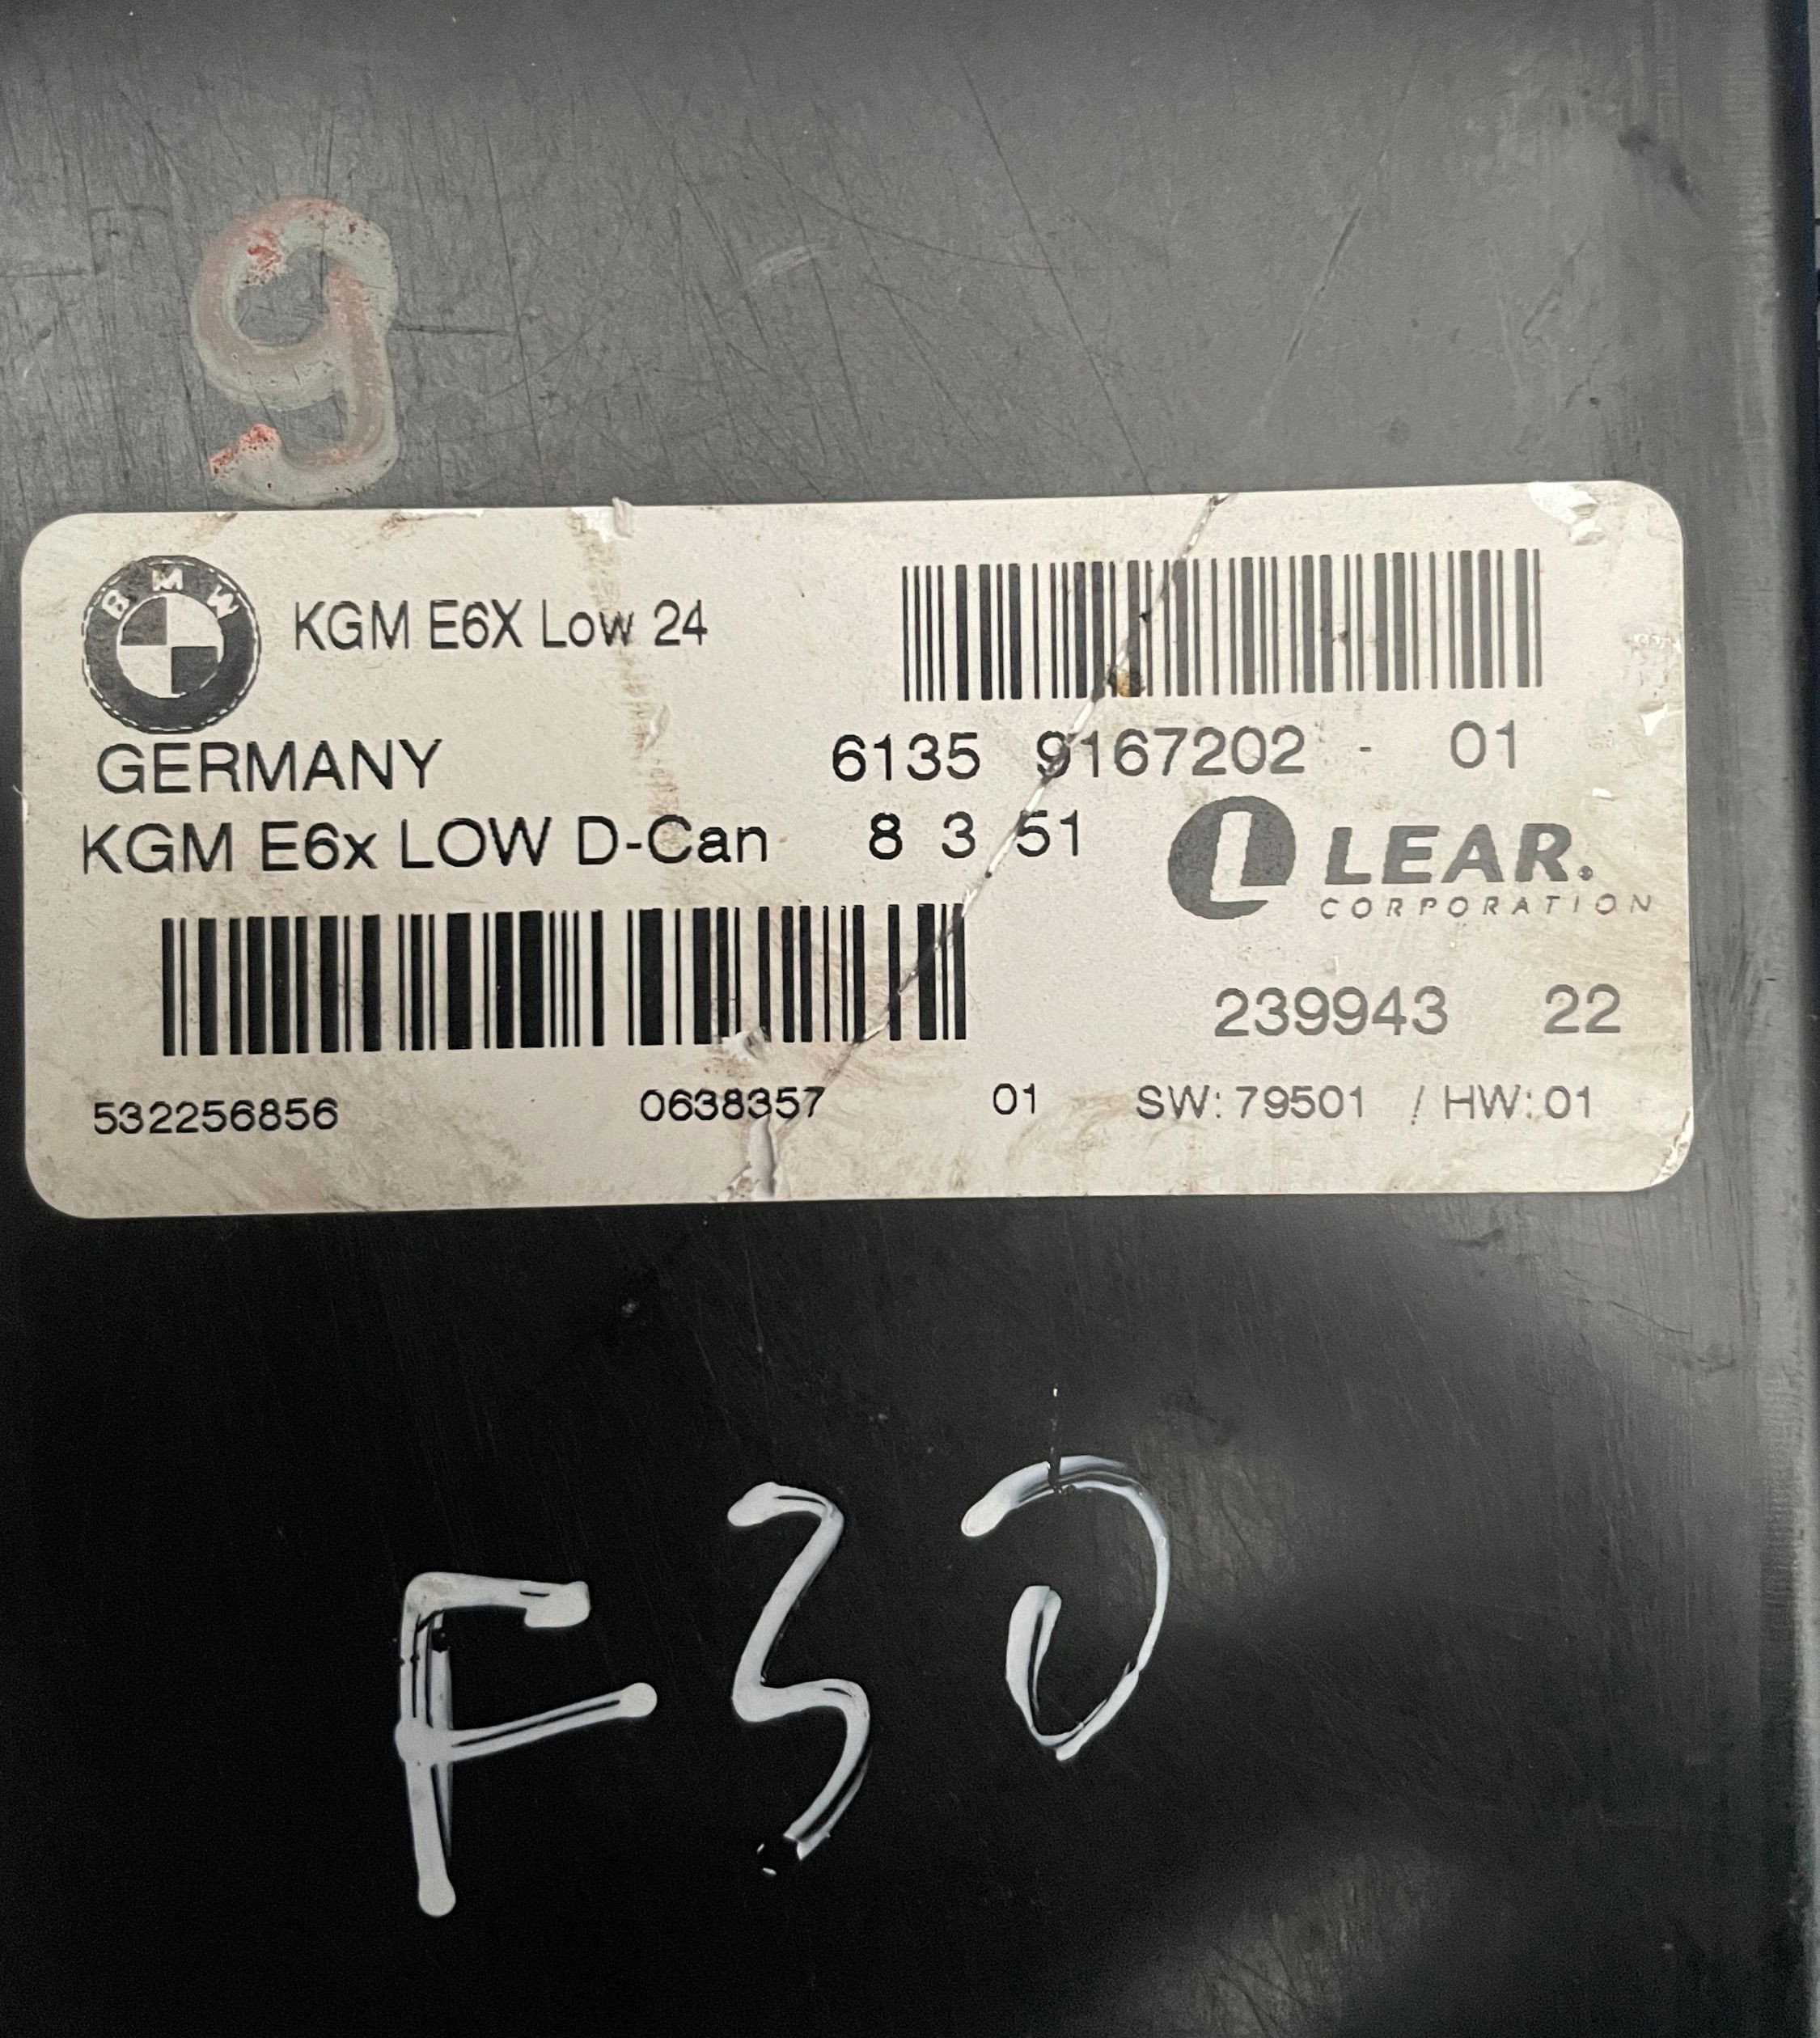 9
BMW
KGM E6X Low 24
GERMANY
6135 9167202 - 01
KGM E6x LOW D-Can 8 3 51
LEAR.
CORPORATION
239943 22
532256856 0638357 01 SW: 79501 / HW: 01
F30